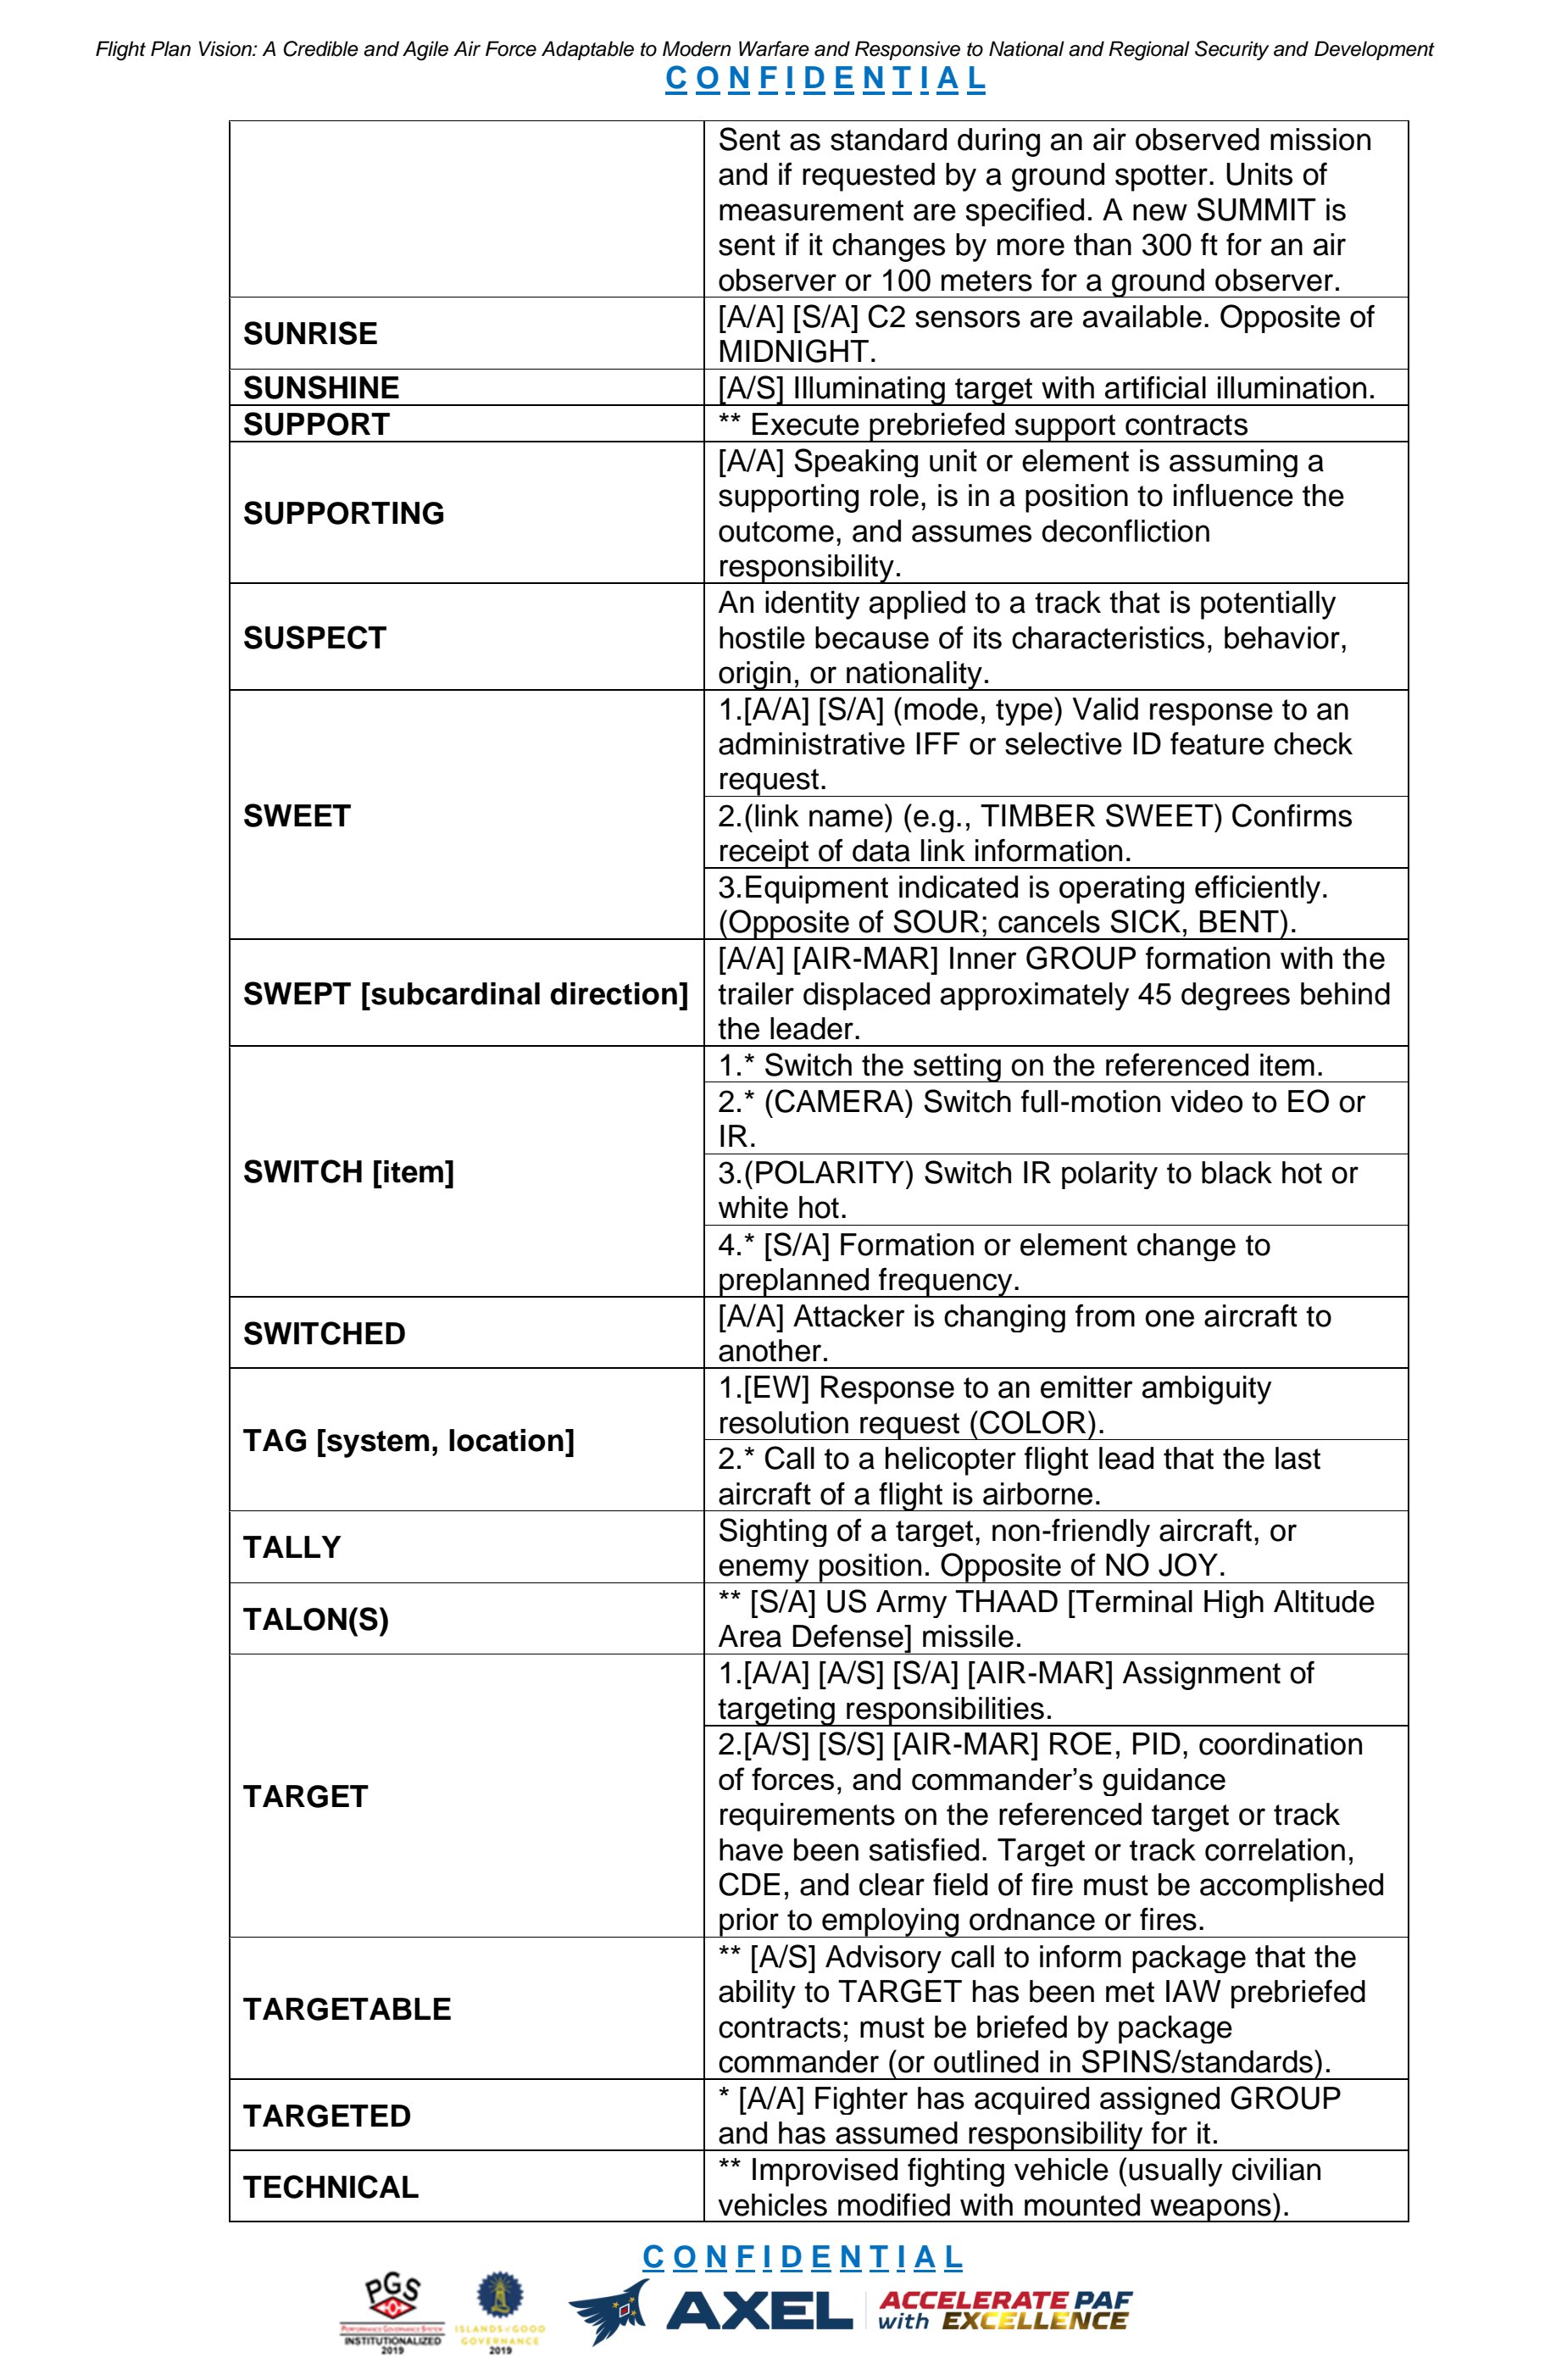 Flight Plan Vision: A Credible and Agile Air Force Adaptable to Modern Warfare and Responsive to National and Regional Security and Development
C O N F I D E N T I A L
Sent as standard during an air observed mission
and if requested by a ground spotter. Units of
measurement are specified. A new SUMMIT is
sent if it changes by more than 300 ft for an air
observer or 100 meters for a ground observer.
SUNRISE
[A/A] [S/A] C2 sensors are available. Opposite of
MIDNIGHT.
SUNSHINE
[A/S] Illuminating target with artificial illumination.
SUPPORT
** Execute prebriefed support contracts
SUPPORTING
[A/A] Speaking unit or element is assuming a
supporting role, is in a position to influence the
outcome, and assumes deconfliction
responsibility.
SUSPECT
An identity applied to a track that is potentially
hostile because of its characteristics, behavior,
origin, or nationality.
SWEET
1.[A/A] [S/A] (mode, type) Valid response to an
administrative IFF or selective ID feature check
request.
2.(link name) (e.g., TIMBER SWEET) Confirms
receipt of data link information.
3.Equipment indicated is operating efficiently.
(Opposite of SOUR; cancels SICK, BENT).
SWEPT [subcardinal direction]
[A/A] [AIR-MAR] Inner GROUP formation with the
trailer displaced approximately 45 degrees behind
the leader.
SWITCH [item]
1.* Switch the setting on the referenced item.
2.* (CAMERA) Switch full-motion video to EO or
IR.
3.(POLARITY) Switch IR polarity to black hot or
white hot.
4.* [S/A] Formation or element change to
preplanned frequency.
SWITCHED
[A/A] Attacker is changing from one aircraft to
another.
TAG [system, location]
1.[EW] Response to an emitter ambiguity
resolution request (COLOR).
2.* Call to a helicopter flight lead that the last
aircraft of a flight is airborne.
TALLY
Sighting of a target, non-friendly aircraft, or
enemy position. Opposite of NO JOY.
TALON(S)
** [S/A] US Army THAAD [Terminal High Altitude
Area Defense] missile.
TARGET
1.[A/A] [A/S] [S/A] [AIR-MAR] Assignment of
targeting responsibilities.
2.[A/S] [S/S] [AIR-MAR] ROE, PID, coordination
of forces, and commander’s guidance
requirements on the referenced target or track
have been satisfied. Target or track correlation,
CDE, and clear field of fire must be accomplished
prior to employing ordnance or fires.
TARGETABLE
** [A/S] Advisory call to inform package that the
ability to TARGET has been met IAW prebriefed
contracts; must be briefed by package
commander (or outlined in SPINS/standards).
TARGETED
* [A/A] Fighter has acquired assigned GROUP
and has assumed responsibility for it.
TECHNICAL
** Improvised fighting vehicle (usually civilian
vehicles modified with mounted weapons).
C O N F I D E N T I A L
PGS
PERFORMANCE GOVERNANCE SYSTEM
INSTITUTIONALIZED
2019
ISLANDS of GOOD
GOVERNANCE
2019
AXEL
ACCELERATE PAF
with EXCELLENCE